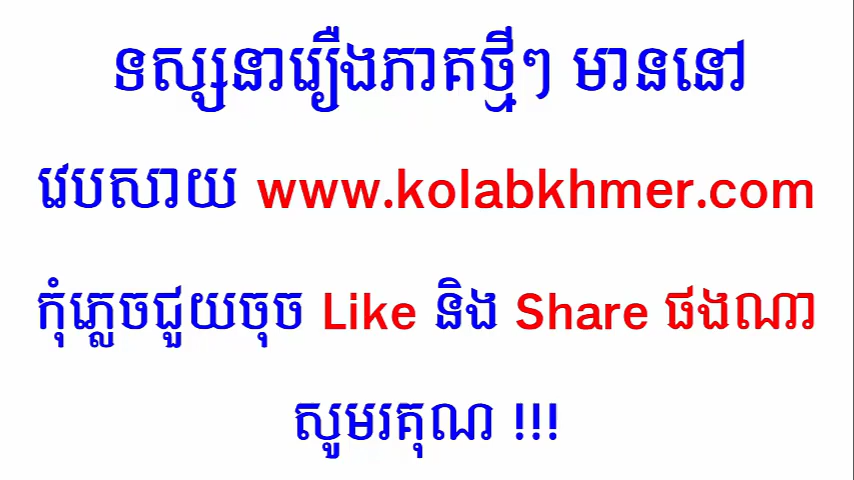 ទស្សនារឿងភាគថ្មីៗ មាននៅ
វេបសាយ www.kolabkhmer.com
កុំភ្លេចជួយចុច Like និង Share ផងណា
សូមរគុណ !!!